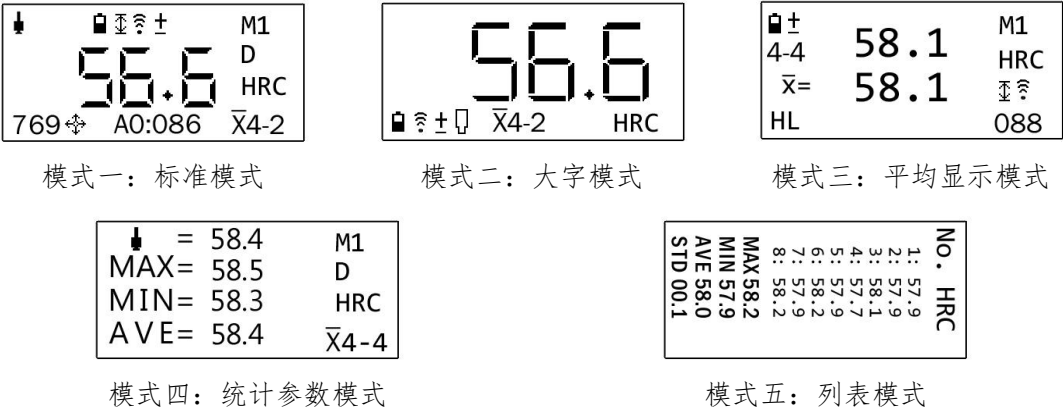 M1
56.6
D
HRC
769 A0:086 X̅4-2
模式一：标准模式
56.6
X̅4-2 HRC
模式二：大字模式
4-4 58.1 M1
x̅= 58.1 HRC
HL 088
模式三：平均显示模式
= 58.4 M1
MAX= 58.5 D
MIN= 58.3 HRC
AVE= 58.4 X̅4-4
模式四：统计参数模式
No. HRC
1: 57.9
2: 57.9
3: 58.1
4: 57.7
5: 57.9
6: 58.2
7: 57.9
8: 58.2
MAX 58.2
MIN 57.9
AVE 58.0
STD 00.1
模式五：列表模式